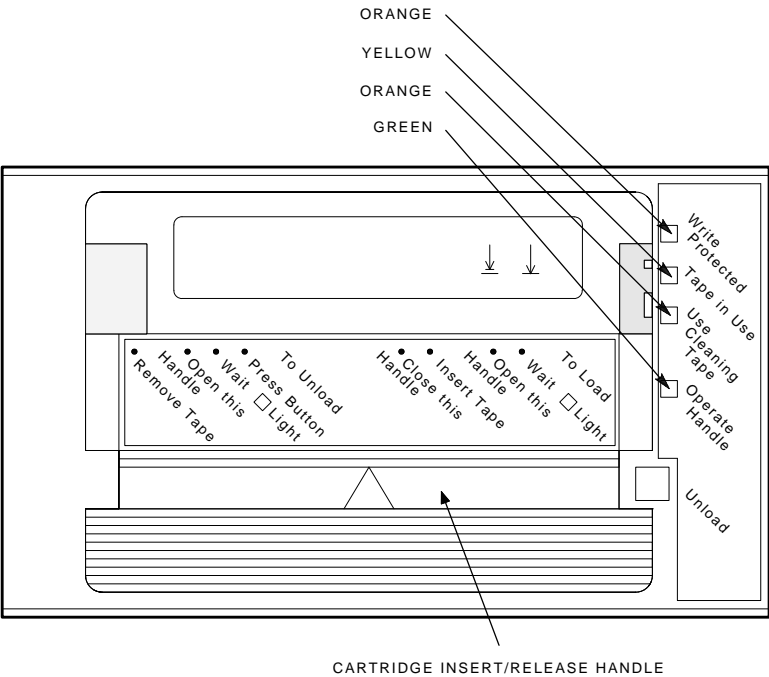 ORANGE
YELLOW
ORANGE
GREEN
Write
Protected
Tape in Use
Use
Cleaning
Tape
Operate
Handle
Unload
To Unload
Press Button
Wait
Light
Open this
Handle
Remove Tape
To Load
Wait
Light
Open this
Handle
Insert Tape
Close this
Handle
CARTRIDGE INSERT/RELEASE HANDLE